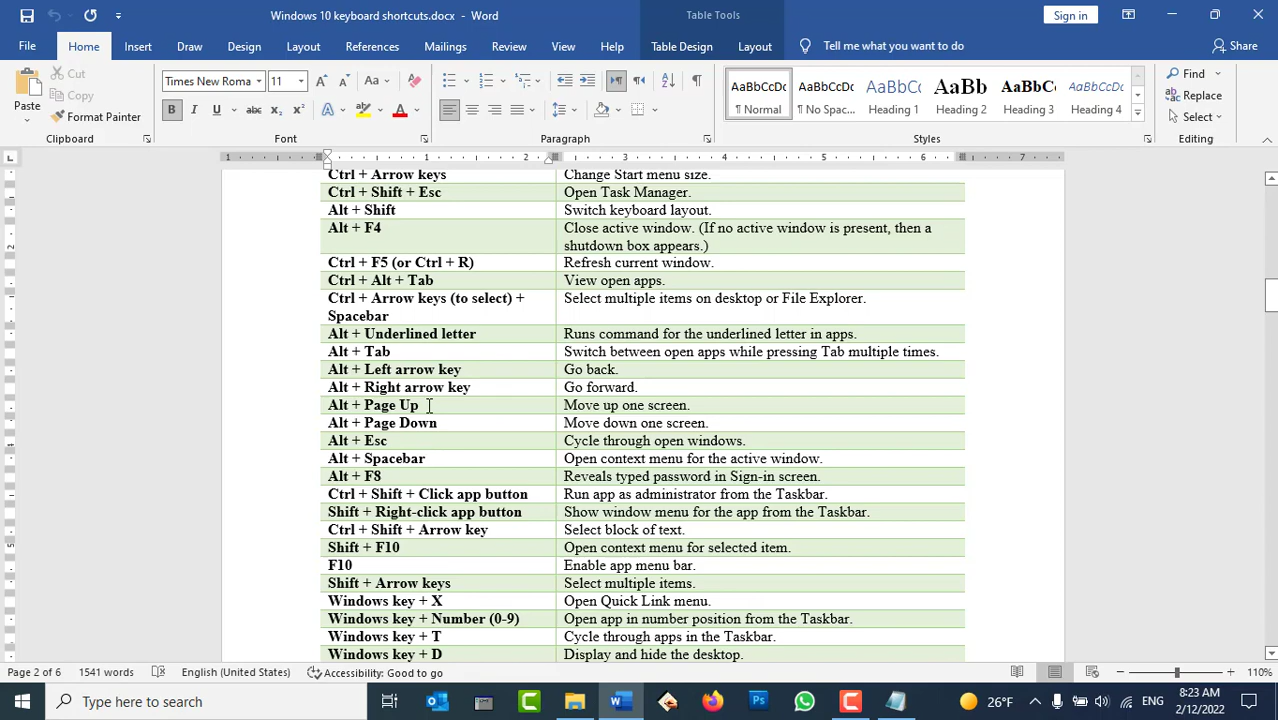 Windows 10 keyboard shortcuts.docx - Word
Table Tools
Sign in
File
Home
Insert
Draw
Design
Layout
References
Mailings
Review
View
Help
Table Design
Layout
Tell me what you want to do
Share
Paste
Cut
Copy
Format Painter
Clipboard
Times New Roma
11
Font
Paragraph
AaBbCcDc
¶ Normal
AaBbCcDc
¶ No Spac...
AaBbCc
Heading 1
AaBb
Heading 2
AaBbCc
Heading 3
AaBbCcDc
Heading 4
Styles
Find
Replace
Select
Editing
Ctrl + Arrow keys Change Start menu size.
Ctrl + Shift + Esc Open Task Manager.
Alt + Shift Switch keyboard layout.
Alt + F4 Close active window. (If no active window is present, then a
shutdown box appears.)
Ctrl + F5 (or Ctrl + R) Refresh current window.
Ctrl + Alt + Tab View open apps.
Ctrl + Arrow keys (to select) + Select multiple items on desktop or File Explorer.
Spacebar
Alt + Underlined letter Runs command for the underlined letter in apps.
Alt + Tab Switch between open apps while pressing Tab multiple times.
Alt + Left arrow key Go back.
Alt + Right arrow key Go forward.
Alt + Page Up Move up one screen.
Alt + Page Down Move down one screen.
Alt + Esc Cycle through open windows.
Alt + Spacebar Open context menu for the active window.
Alt + F8 Reveals typed password in Sign-in screen.
Ctrl + Shift + Click app button Run app as administrator from the Taskbar.
Shift + Right-click app button Show window menu for the app from the Taskbar.
Ctrl + Shift + Arrow key Select block of text.
Shift + F10 Open context menu for selected item.
F10 Enable app menu bar.
Shift + Arrow keys Select multiple items.
Windows key + X Open Quick Link menu.
Windows key + Number (0-9) Open app in number position from the Taskbar.
Windows key + T Cycle through apps in the Taskbar.
Windows key + D Display and hide the desktop.
Page 2 of 6
1541 words
English (United States)
Accessibility: Good to go
110%
Type here to search
26°F
ENG
8:23 AM
2/12/2022